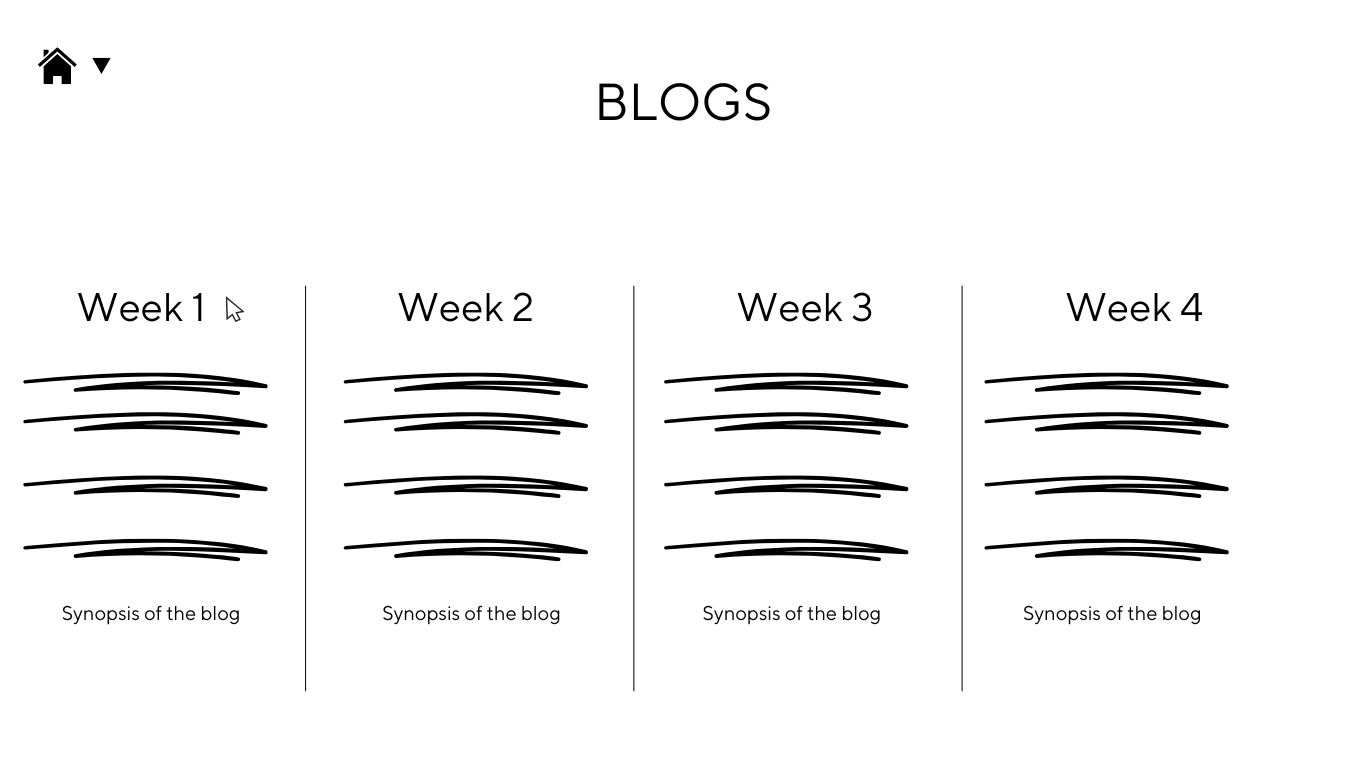 BLOGS
Week 1
Week 2
Week 3
Week 4
Synopsis of the blog
Synopsis of the blog
Synopsis of the blog
Synopsis of the blog